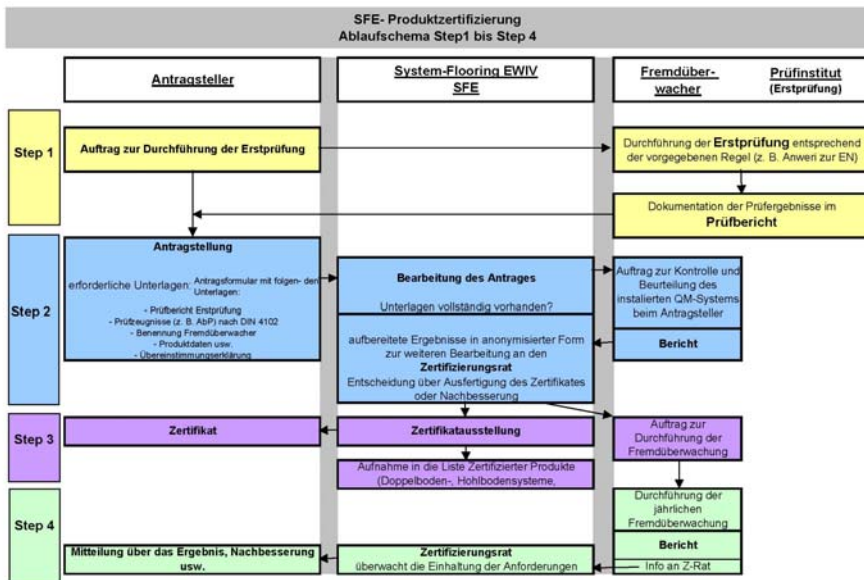 SFE- Produktzertifizierung
Ablaufschema Step1 bis Step 4
Antragsteller
System-Flooring EWIV
SFE
Fremdüber-
wacher
Prüfinstitut
(Erstprüfung)
Step 1
Auftrag zur Durchführung der Erstprüfung
Durchführung der Erstprüfung entsprechend
der vorgegebenen Regel (z. B. Anweri zur EN)
Dokumentation der Prüfergebnisse im
Prüfbericht
Step 2
Antragstellung
erforderliche Unterlagen: Antragsformular mit folgen- den
Unterlagen:
- Prüfbericht Erstprüfung
- Prüfzeugnisse (z. B. AbP) nach DIN 4102
- Benennung Fremdüberwacher
- Produktdaten usw.
- Übereinstimmungserklärung
Bearbeitung des Antrages
Unterlagen vollständig vorhanden?
aufbereitete Ergebnisse in anonymisierter Form
zur weiteren Bearbeitung an den
Zertifizierungsrat
Entscheidung über Ausfertigung des Zertifikates
oder Nachbesserung
Auftrag zur Kontrolle und
Beurteilung des
instalierten QM-Systems
beim Antragsteller
Bericht
Step 3
Zertifikat
Zertifikatausstellung
Aufnahme in die Liste Zertifizierter Produkte
(Doppelboden-, Hohlbodensysteme,
Auftrag zur
Durchführung der
Fremdüberwachung
Step 4
Durchführung der
jährlichen
Fremdüberwachung
Bericht
Info an Z-Rat
Zertifizierungsrat
überwacht die Einhaltung der Anforderungen
Mitteilung über das Ergebnis, Nachbesserung
usw.